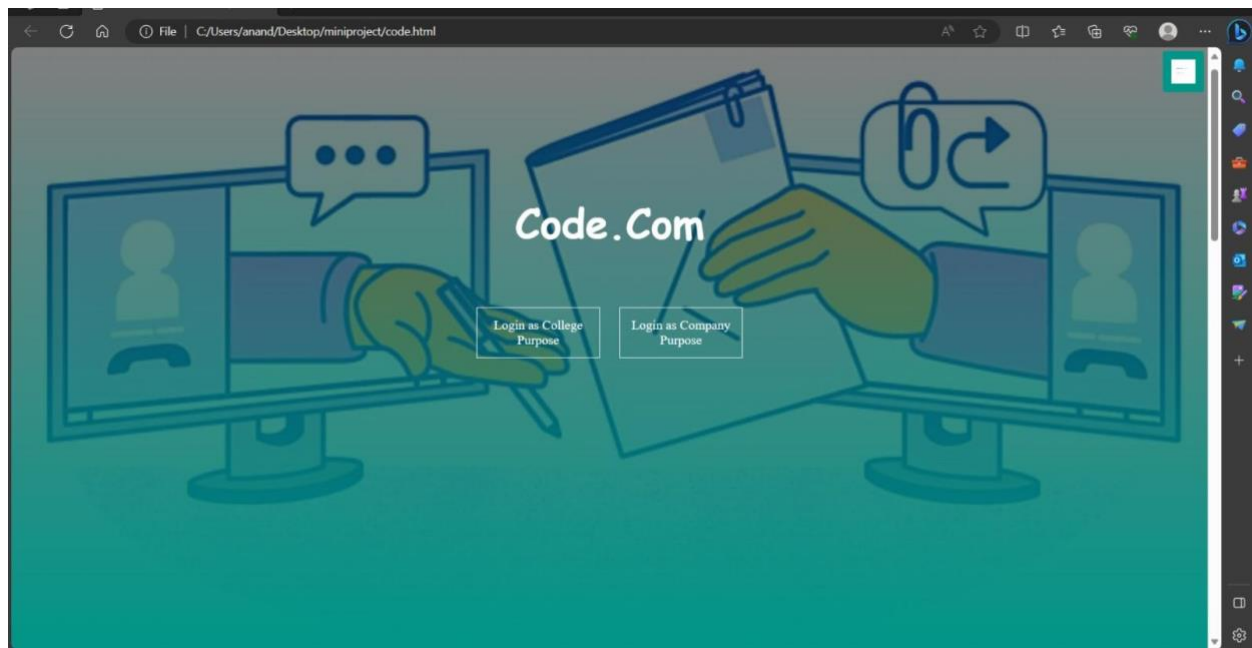 File | C:/Users/anand/Desktop/miniproject/code.html
Code.Com
Login as College
Purpose
Login as Company
Purpose